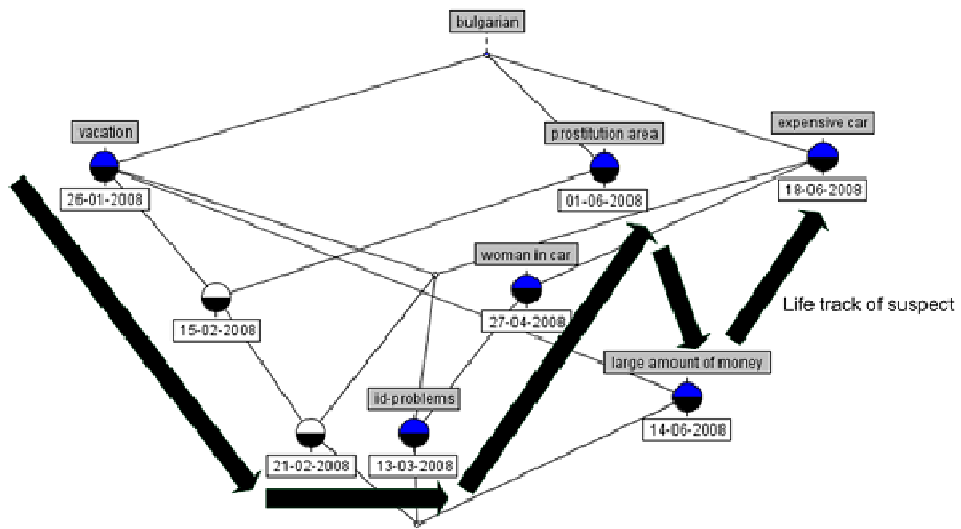 bulgarian
expensive car
vacation
prostitution area
18-06-2008
26-01-2008
01-06-2008
woman in car
Life track of suspect
15-02-2008
27-04-2008
large amount of money
iid-problems
14-06-2008
21-02-2008
13-03-2008